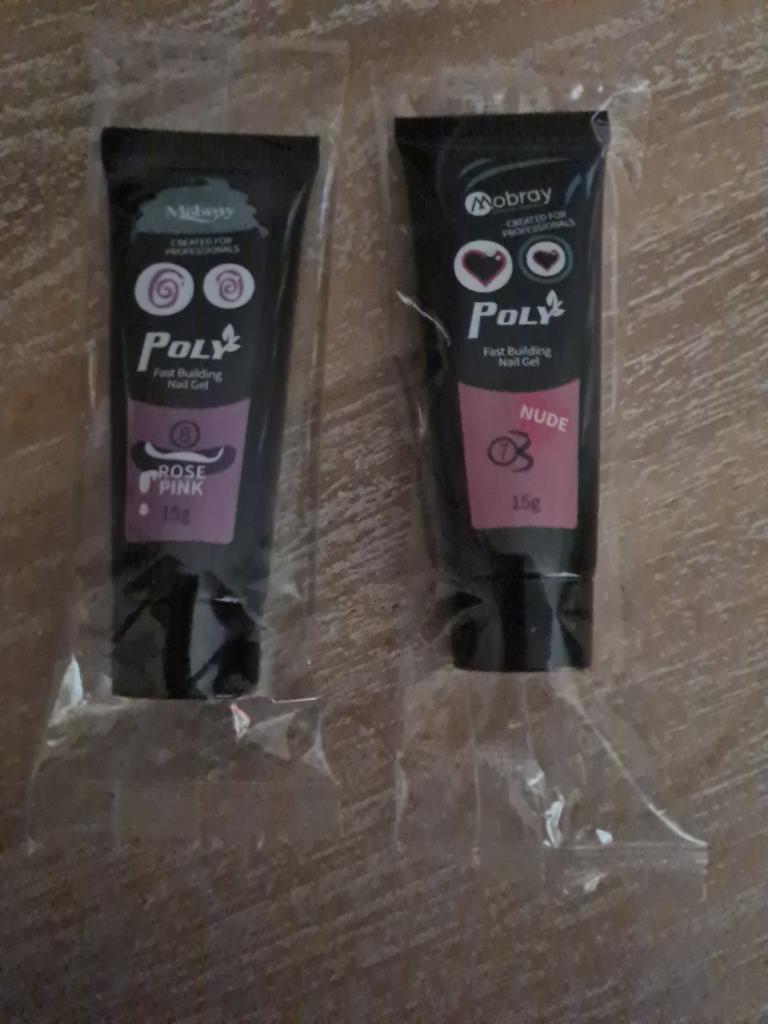 Mobray
CREATED FOR
PROFESSIONALS
POLY
Fast Building
Nail Gel
8
ROSE
PINK
15g
Mobray
CREATED FOR
PROFESSIONALS
POLY
Fast Building
Nail Gel
NUDE
7
15g